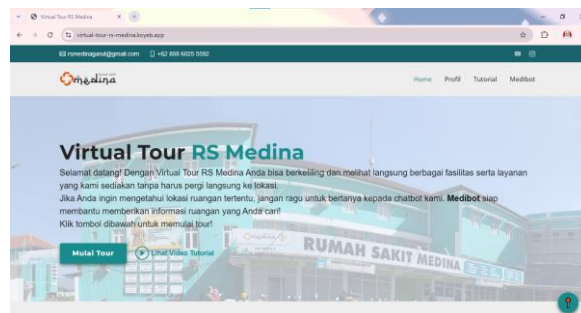 Virtual Tour RS Medina
virtual-tour-rs-medina.koyeb.app
rsmedinagarut@gmail.com +62 858 6025 5592
medina
Home Profil Tutorial Medibot
Virtual Tour RS Medina
Selamat datang! Dengan Virtual Tour RS Medina Anda bisa berkeliling dan melihat langsung berbagai fasilitas serta layanan
yang kami sediakan tanpa harus pergi langsung ke lokasi.
Jika Anda ingin mengetahui lokasi ruangan tertentu, jangan ragu untuk bertanya kepada chatbot kami. Medibot siap
membantu memberikan informasi ruangan yang Anda cari!
Klik tombol dibawah untuk memulai tour!
Mulai Tour Lihat Video Tutorial
RUMAH SAKIT MEDINA